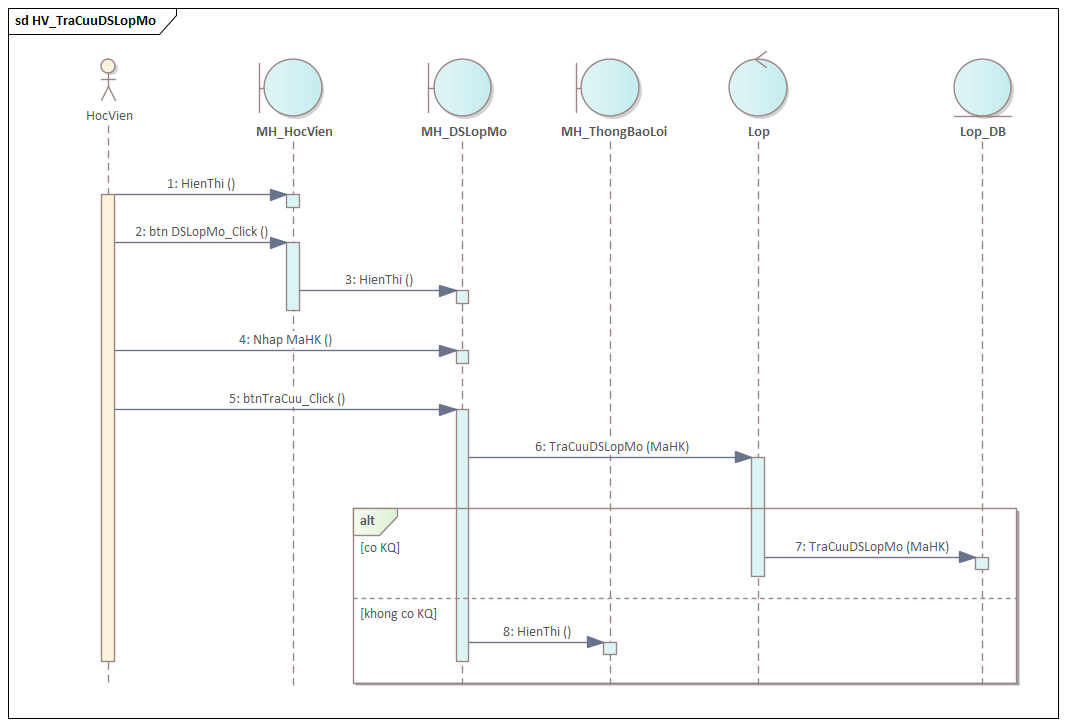 sd HV_TraCuuDSLopMo
HocVien
MH_HocVien
MH_DSLopMo
MH_ThongBaoLoi
Lop
Lop_DB
1: HienThi ()
2: btn DSLopMo_Click ()
3: HienThi ()
4: Nhap MaHK ()
5: btnTraCuu_Click ()
6: TraCuuDSLopMo (MaHK)
alt
[co KQ]
7: TraCuuDSLopMo (MaHK)
[khong co KQ]
8: HienThi ()